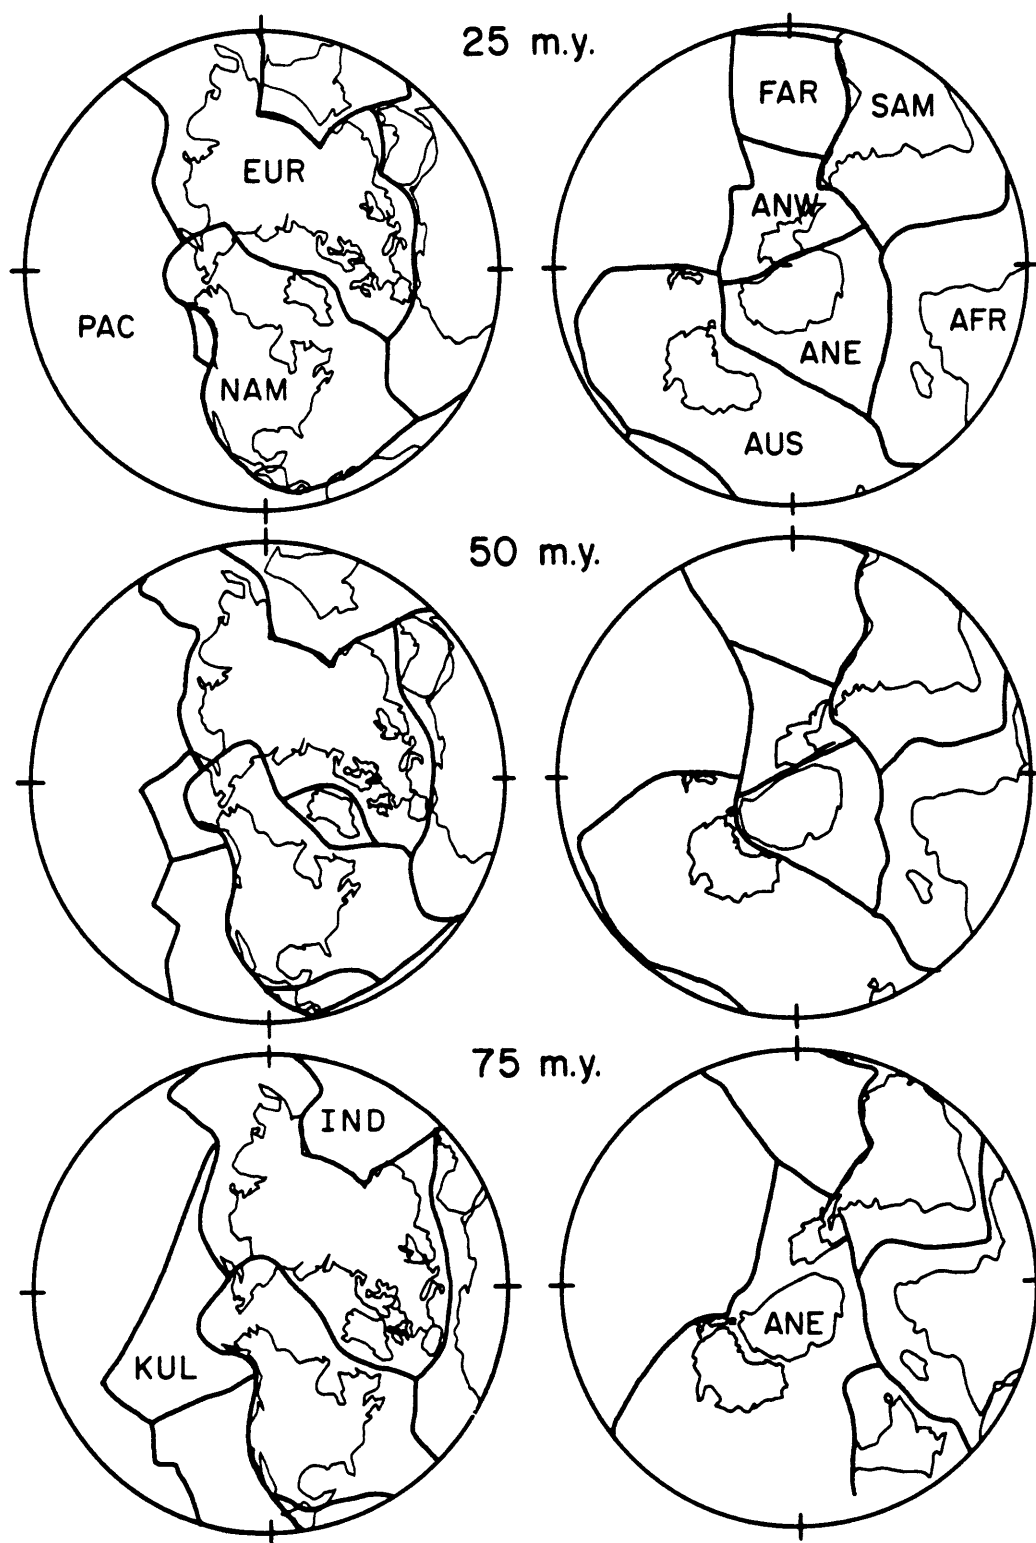 25 m.y.
FAR
SAM
EUR
ANW
PAC
AFR
ANE
NAM
AUS
50 m.y.
75 m.y.
IND
ANE
KUL